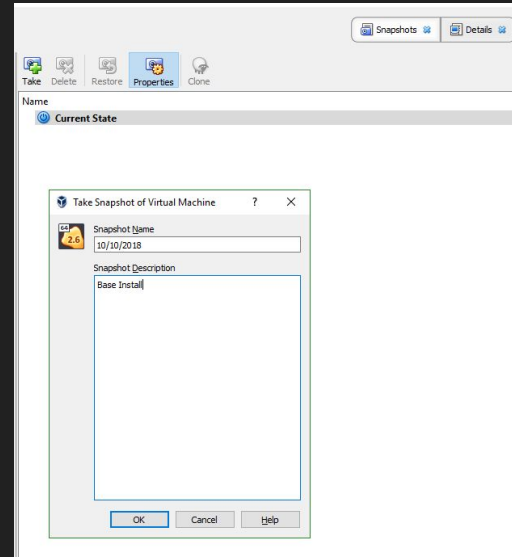 Snapshots
Details
Take Delete Restore Properties Clone
Name
Current State
Take Snapshot of Virtual Machine ? X
64
2.6
Snapshot Name
10/10/2018
Snapshot Description
Base Install
OK Cancel Help